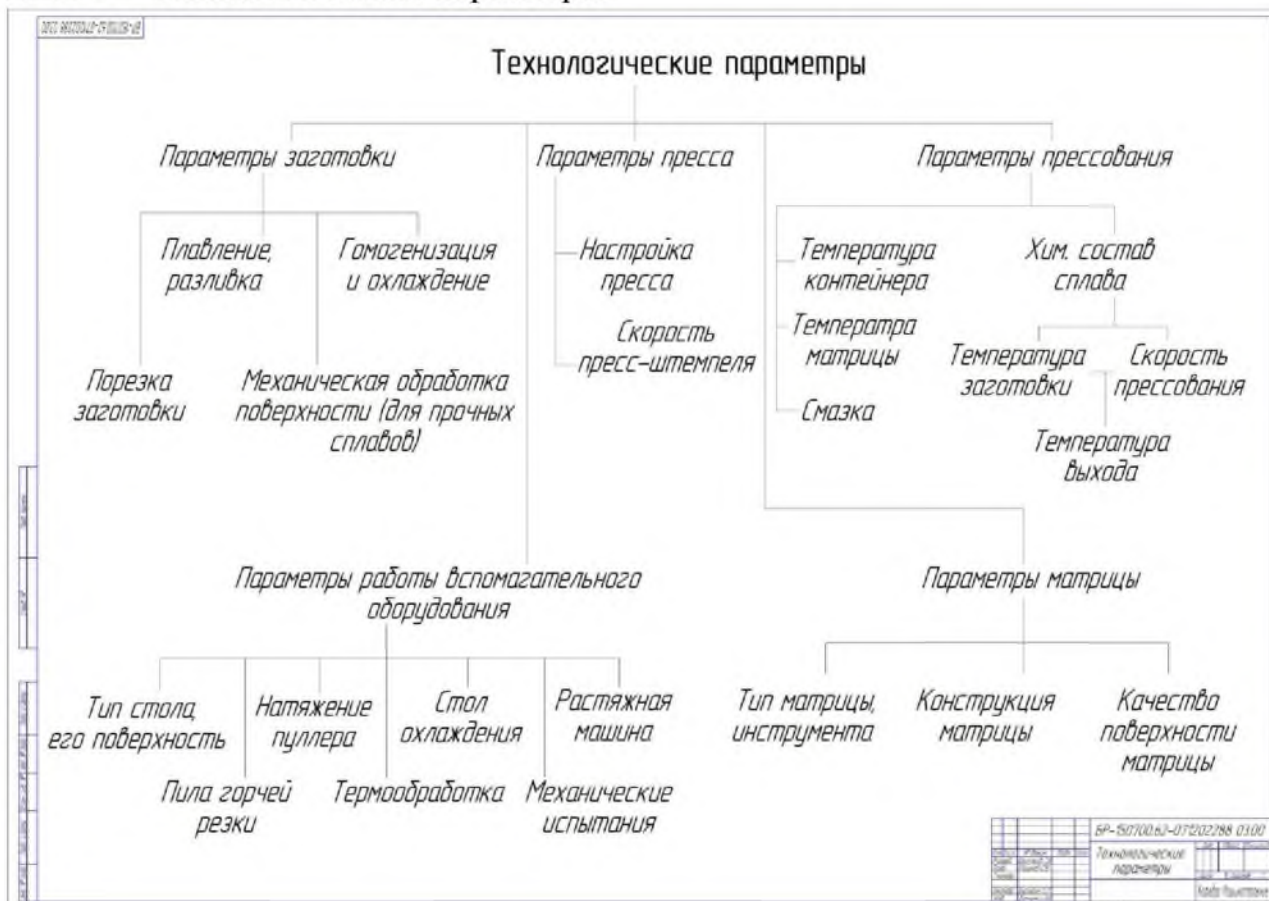 Технологические параметры
Параметры заготовки
Параметры пресса
Параметры прессования
Плавление,
разливка
Гомогенизация
и охлаждение
Порезка
заготовки
Механическая обработка
поверхности (для прочных
сплавов)
Настройка
пресса
Скорость
пресс-штемпеля
Температура
контейнера
Температра
матрицы
Смазка
Хим. состав
сплава
Температура
заготовки
Скорость
прессования
Температура
выхода
Параметры работы вспомагательного
оборудования
Параметры матрицы
Тип стола,
его поверхность
Натяжение
пуллера
Стол
охлаждения
Растяжная
машина
Пила горчей
резки
Термообработка
Механические
испытания
Тип матрицы,
инструмента
Конструкция
матрицы
Качество
поверхности
матрицы
БР-150700.62-071202288 03.00
Технологические
параметры